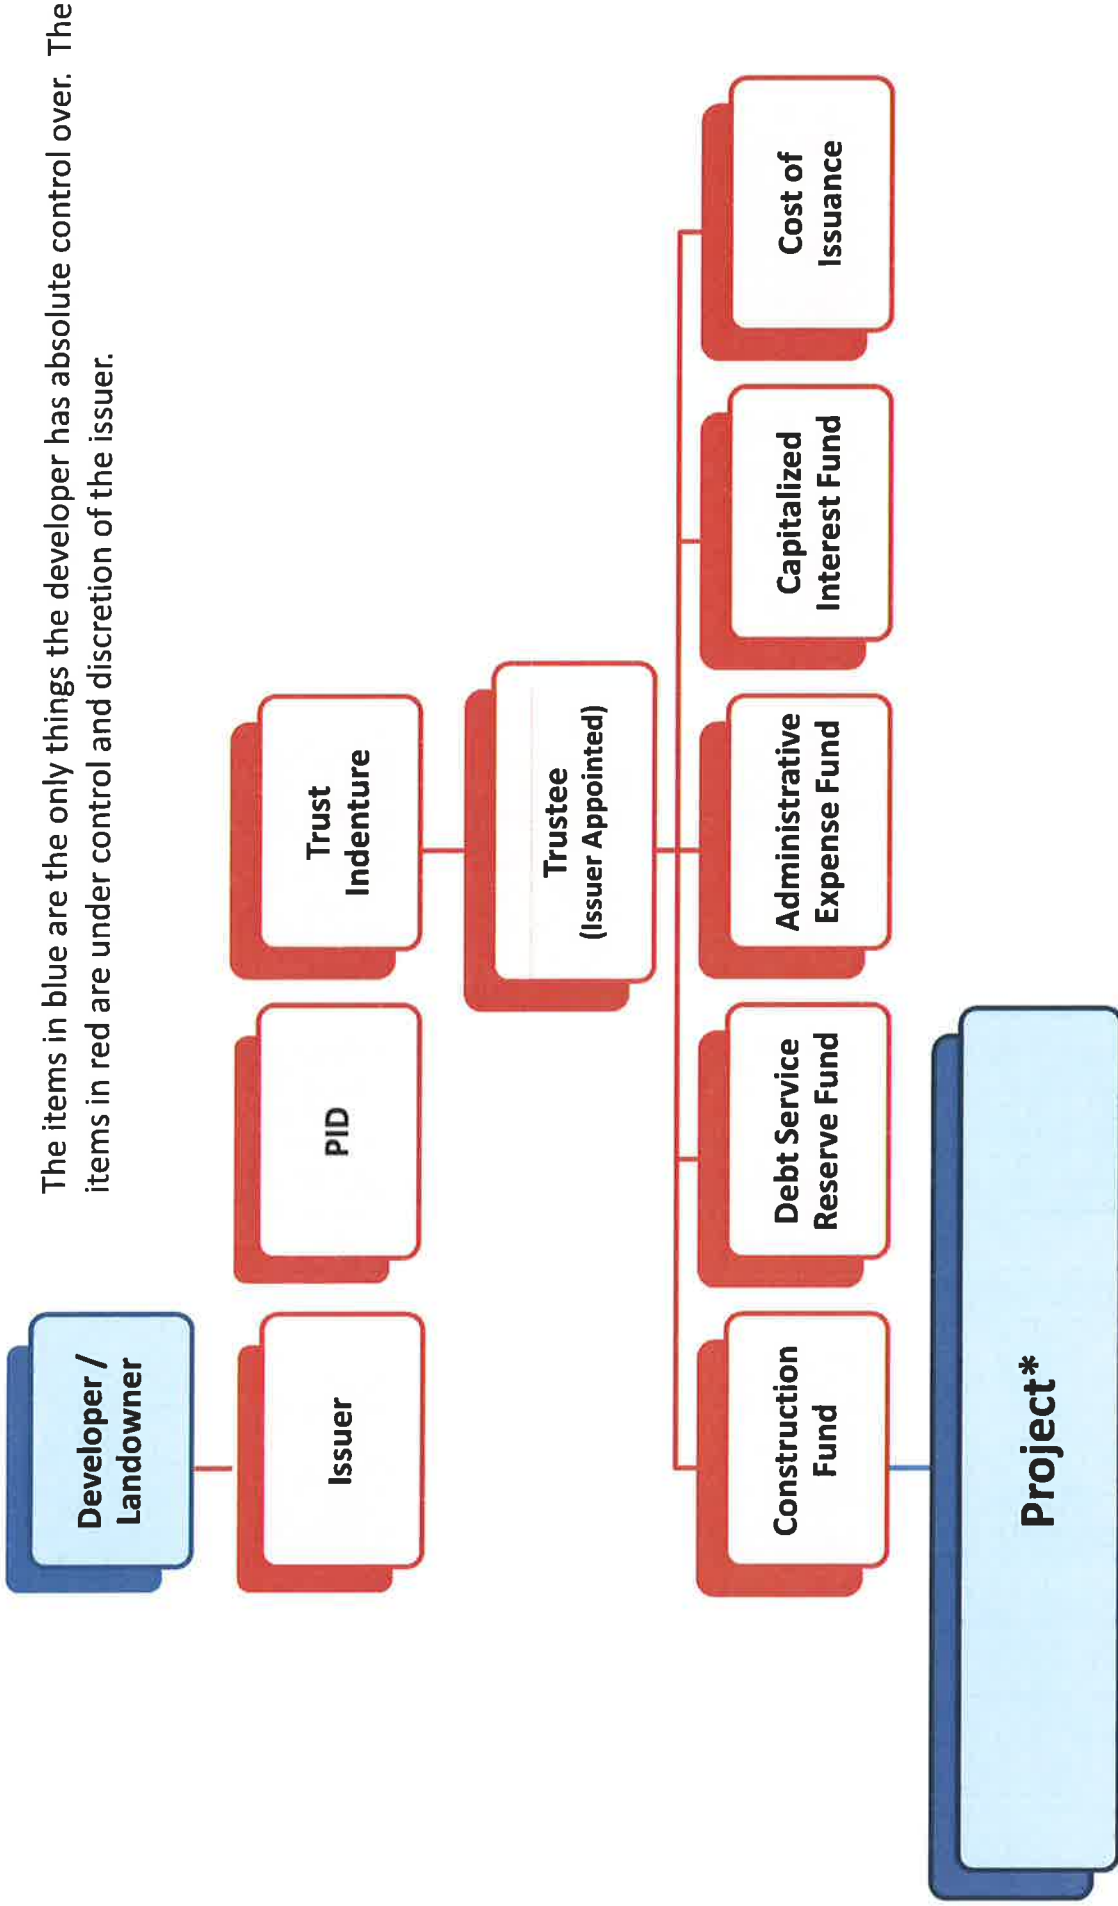 The items in blue are the only things the developer has absolute control over.  The
items in red are under control and discretion of the issuer.
Developer /
Landowner
Issuer
PID
Trust
Indenture
Trustee
(Issuer Appointed)
Construction
Fund
Debt Service
Reserve Fund
Administrative
Expense Fund
Capitalized
Interest Fund
Cost of
Issuance
Project*